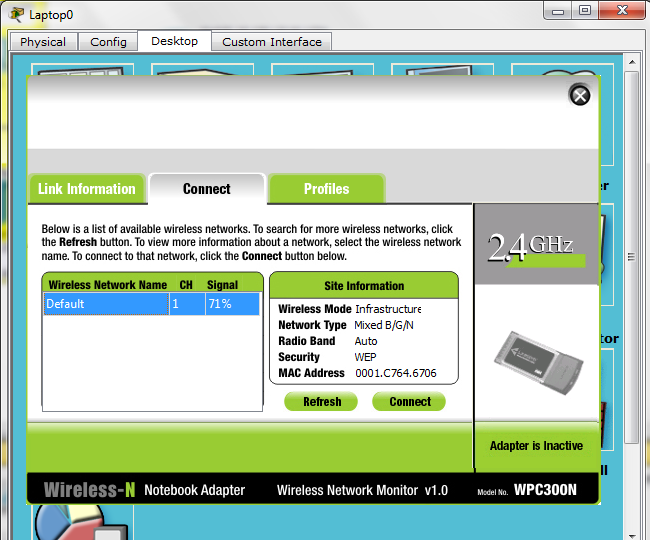 Laptop0
Physical Config Desktop Custom Interface
Link Information Connect Profiles
Below is a list of available wireless networks. To search for more wireless networks, click
the Refresh button. To view more information about a network, select the wireless network
name. To connect to that network, click the Connect button below.
2.4GHz
Wireless Network Name CH Signal
Default 1 71%
Site Information
Wireless Mode Infrastructure
Network Type Mixed B/G/N
Radio Band Auto
Security WEP
MAC Address 0001.C764.6706
Refresh Connect
Adapter is Inactive
Wireless-N Notebook Adapter Wireless Network Monitor v1.0 Model No. WPC300N